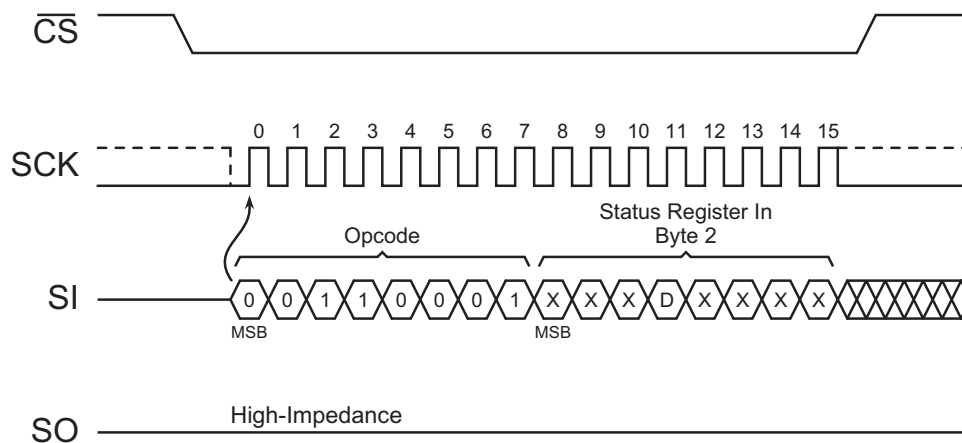 CS
0 1 2 3 4 5 6 7 8 9 10 11 12 13 14 15
SCK
Status Register In
Byte 2
Opcode
SI 0 0 1 1 0 0 0 1 X X X D X X X X
MSB MSB
High-Impedance
SO